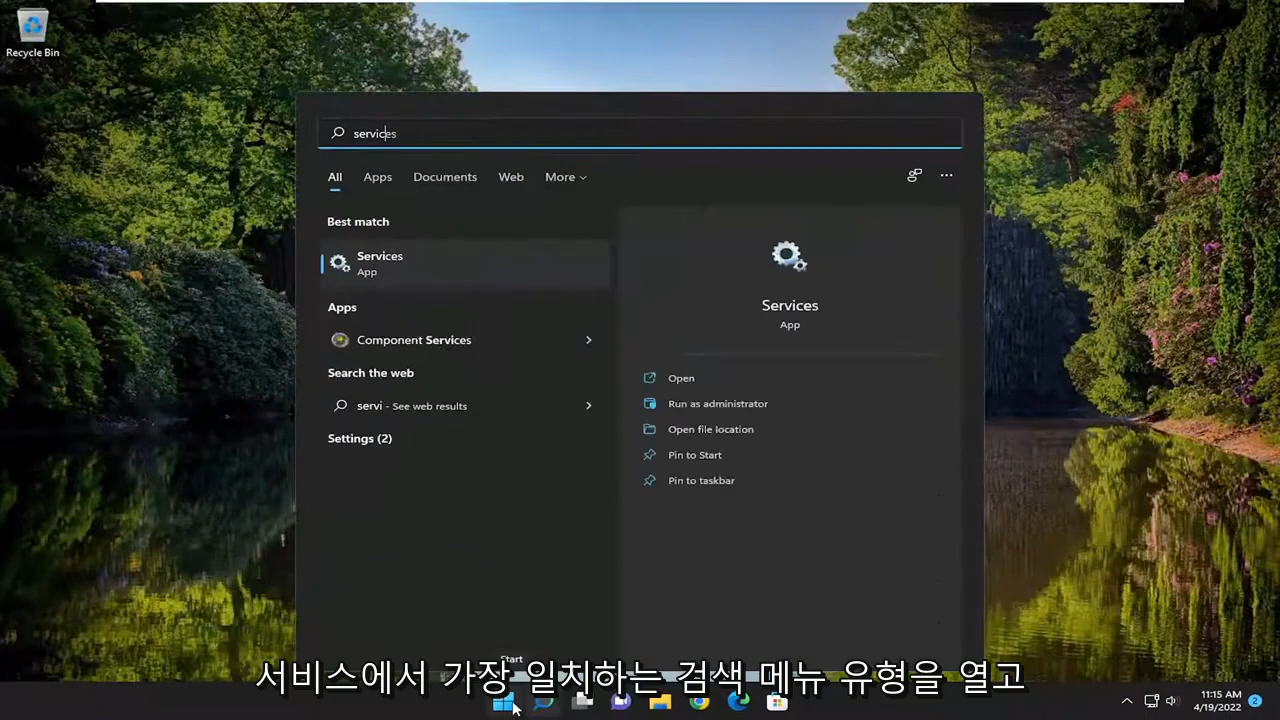 Recycle Bin
services
All Apps Documents Web More
Best match
Services
App
Apps
Component Services
Search the web
servi - See web results
Settings (2)
Services
App
Open
Run as administrator
Open file location
Pin to Start
Pin to taskbar
Start
서비스에서 가장 일치하는 검색 메뉴 유형을 열고
11:15 AM
4/19/2022
2